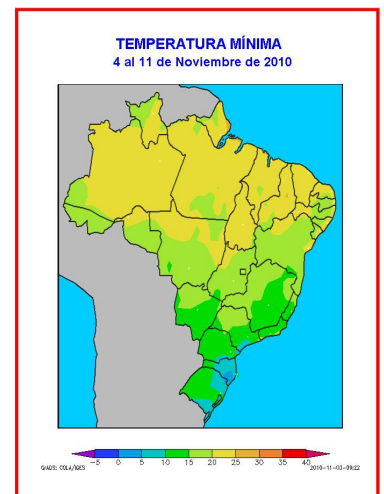 TEMPERATURA MÍNIMA
4 al 11 de Noviembre de 2010
-5 0 5 10 15 20 25 30 35 40
GrADS: COLA/IGES 2010-11-03-09:22